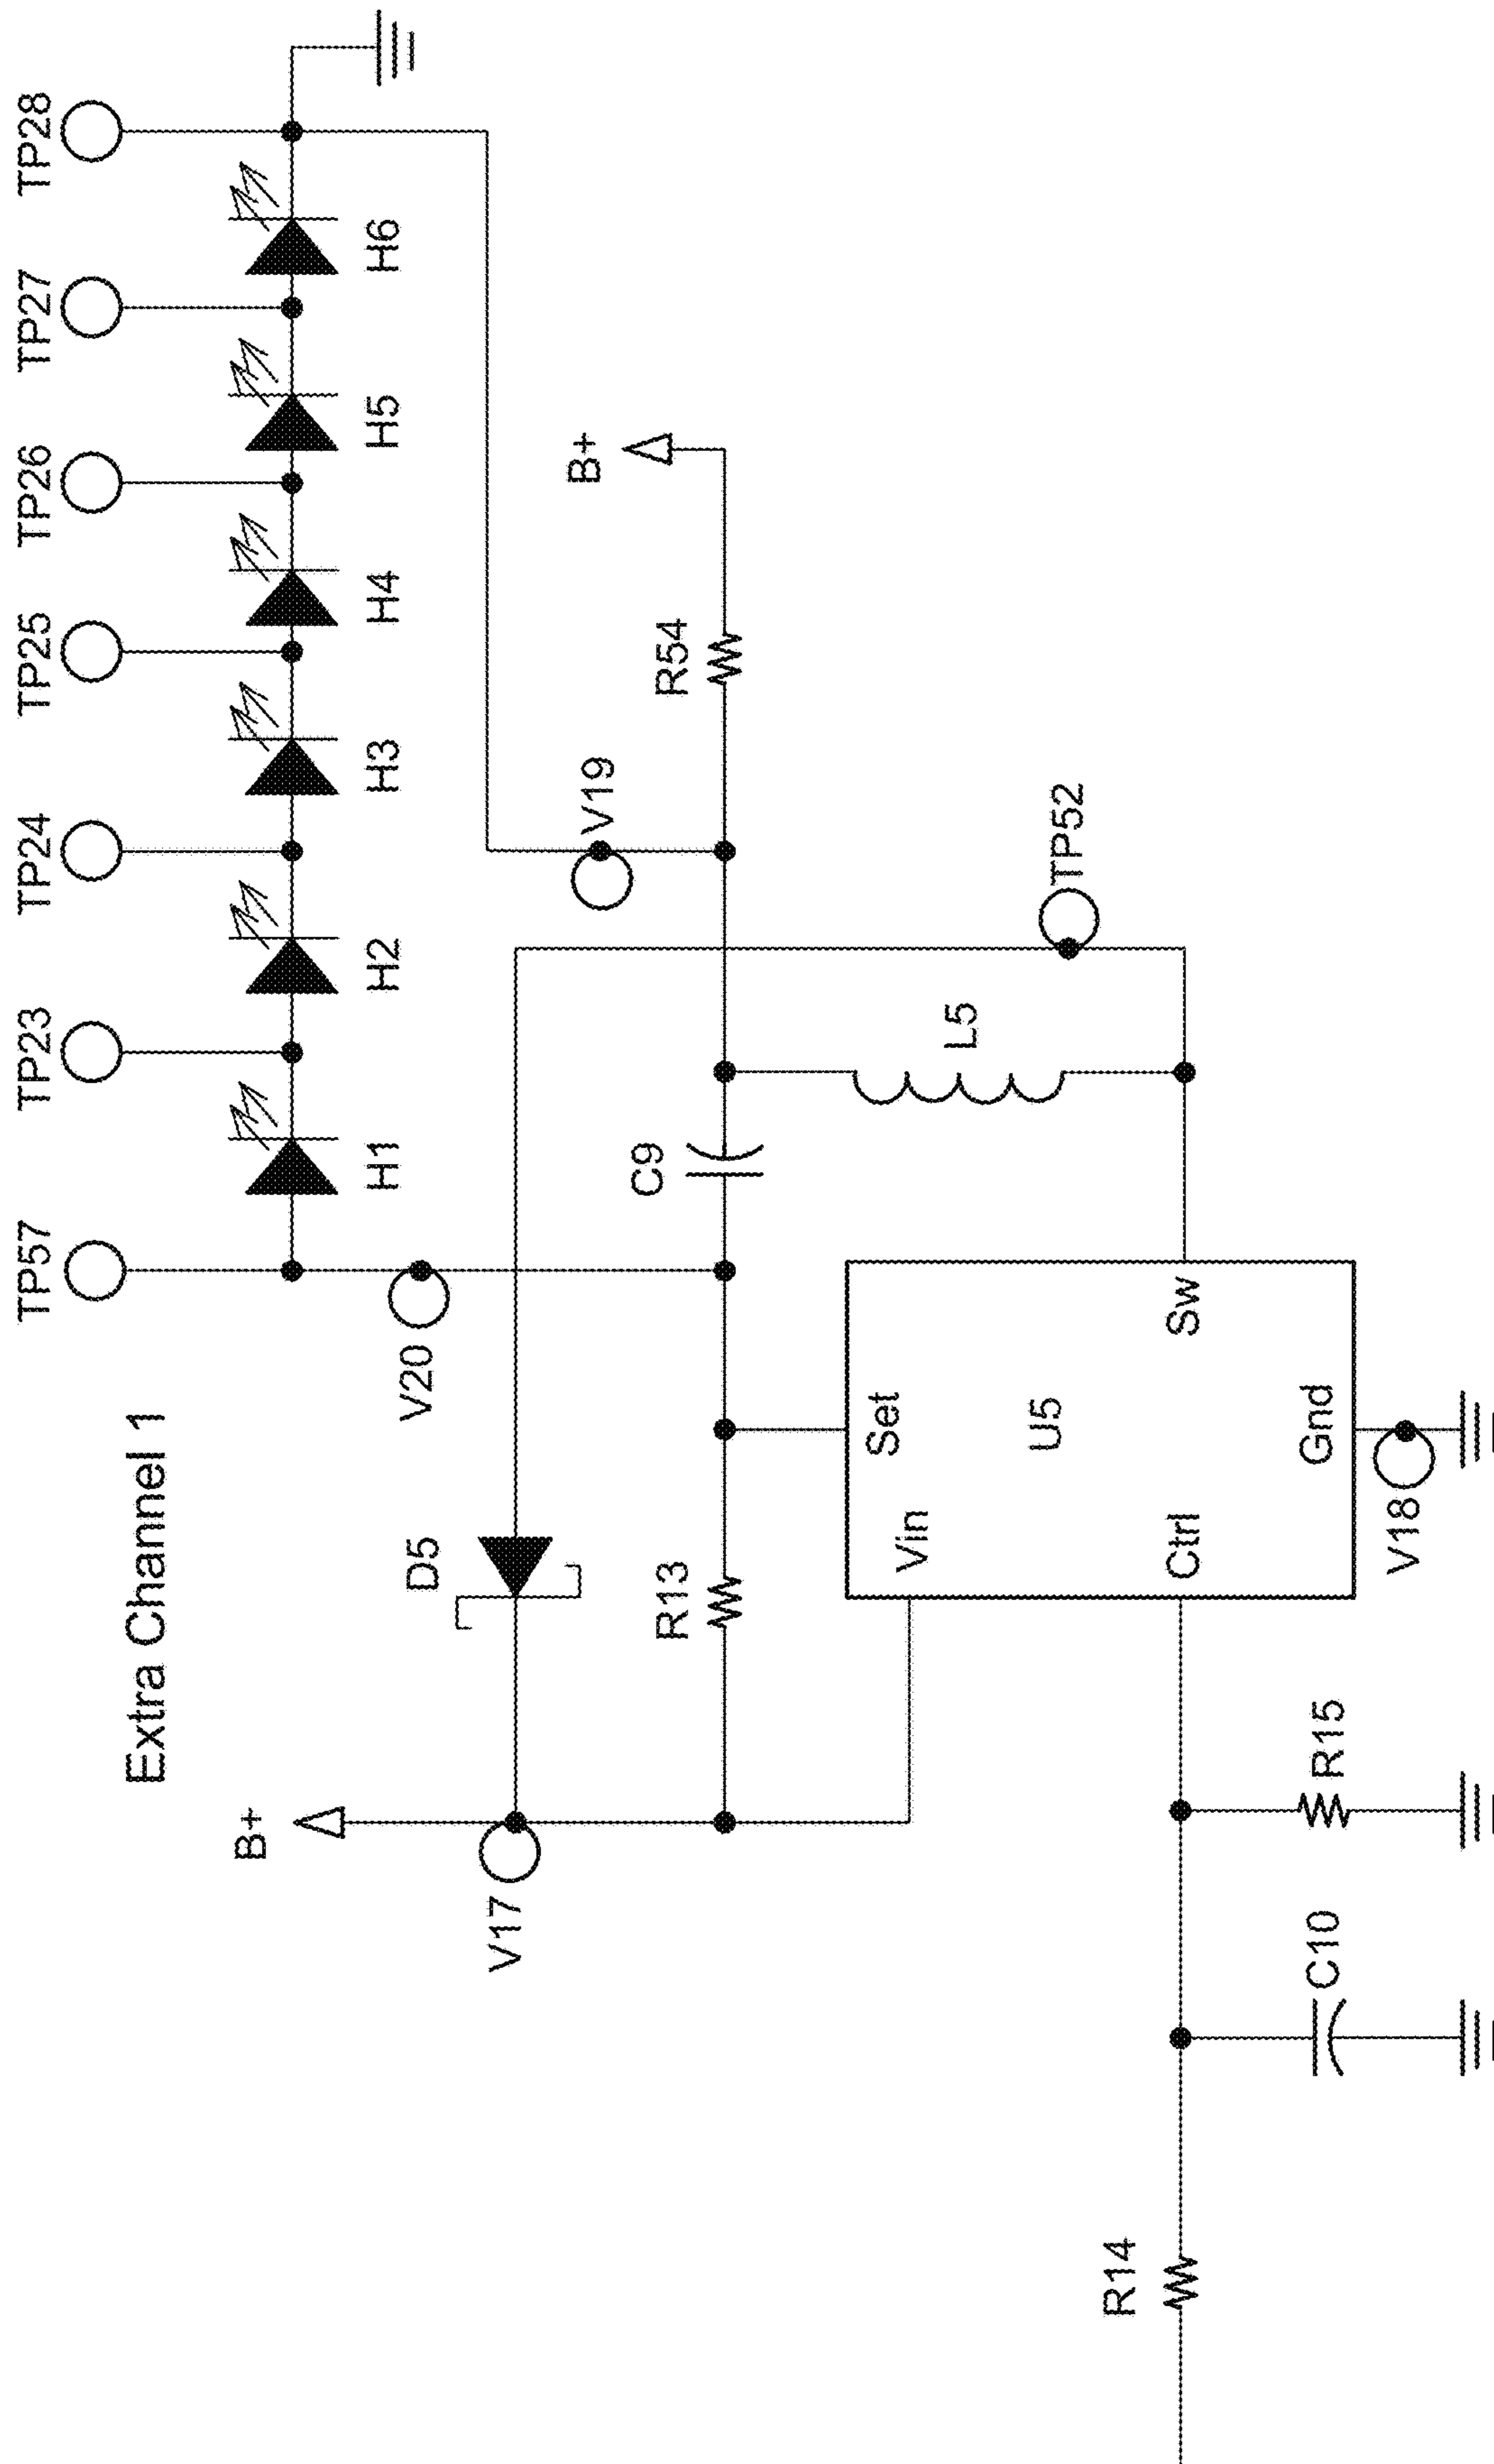 Extra Channel 1
TP57
TP23
TP24
TP25
TP26
TP27
TP28
H1
H2
H3
H4
H5
H6
B+
V20
V17
D5
B+
V19
R13
C9
R54
Vin
Set
U5
Ctrl
Gnd
Sw
L5
TP52
R14
C10
R15
V18